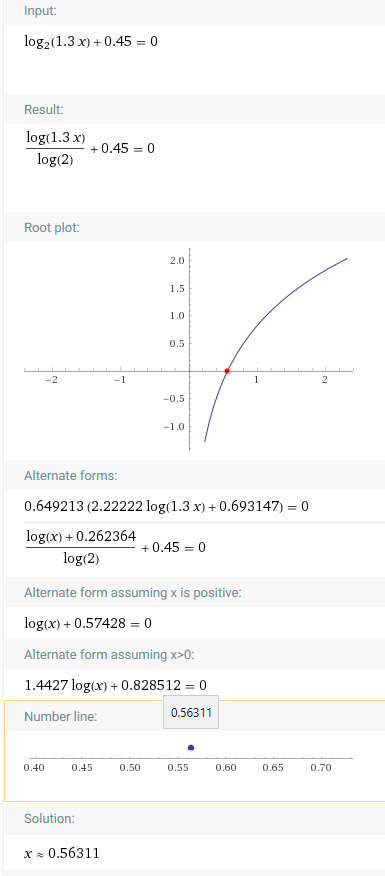 Input:
log₂(1.3 x) + 0.45 = 0
Result:
log(1.3 x)
log(2)
+ 0.45 = 0
Root plot:
2.0
1.5
1.0
0.5
−2 −1 1 2
−0.5
−1.0
Alternate forms:
0.649213 (2.22222 log(1.3 x) + 0.693147) = 0
log(x) + 0.262364
log(2)
+ 0.45 = 0
Alternate form assuming x is positive:
log(x) + 0.57428 = 0
Alternate form assuming x>0:
1.4427 log(x) + 0.828512 = 0
Number line:
0.56311
0.40 0.45 0.50 0.55 0.60 0.65 0.70
Solution:
x ≈ 0.56311